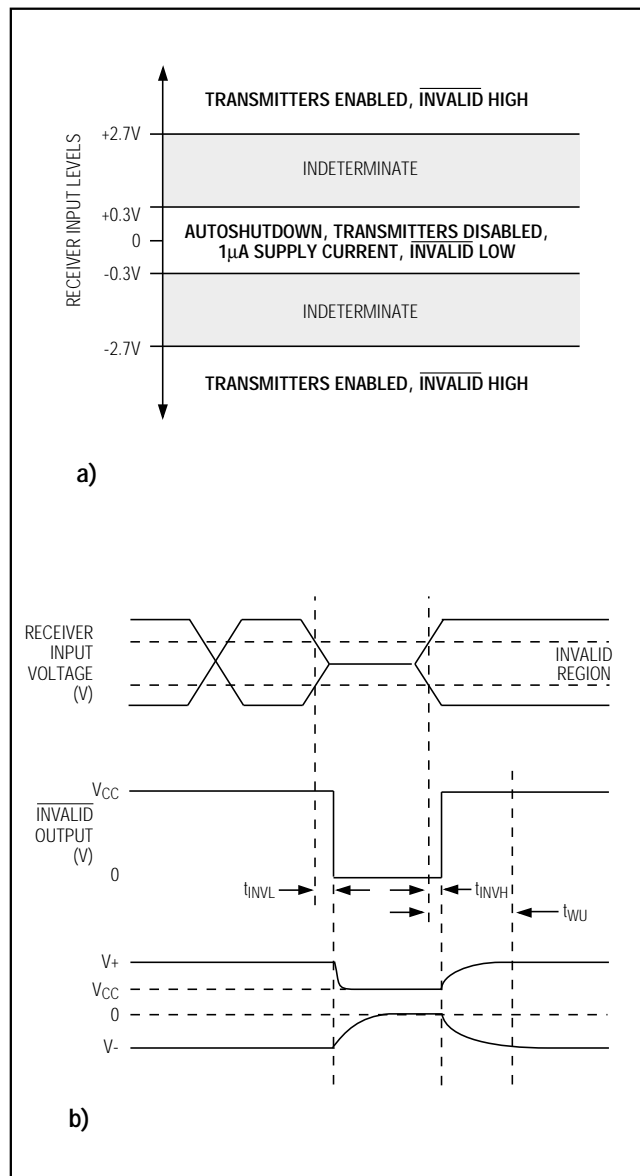 TRANSMITTERS ENABLED, INVALID HIGH
+2.7V
INDETERMINATE
RECEIVER INPUT LEVELS
+0.3V
AUTOSHUTDOWN, TRANSMITTERS DISABLED,
0
1µA SUPPLY CURRENT, INVALID LOW
-0.3V
INDETERMINATE
-2.7V
TRANSMITTERS ENABLED, INVALID HIGH
a)
RECEIVER
INPUT
VOLTAGE
(V)
INVALID
REGION
VCC
INVALID
OUTPUT
(V)
0
tINVL
tINVH
tWU
V+
VCC
0
V-
b)